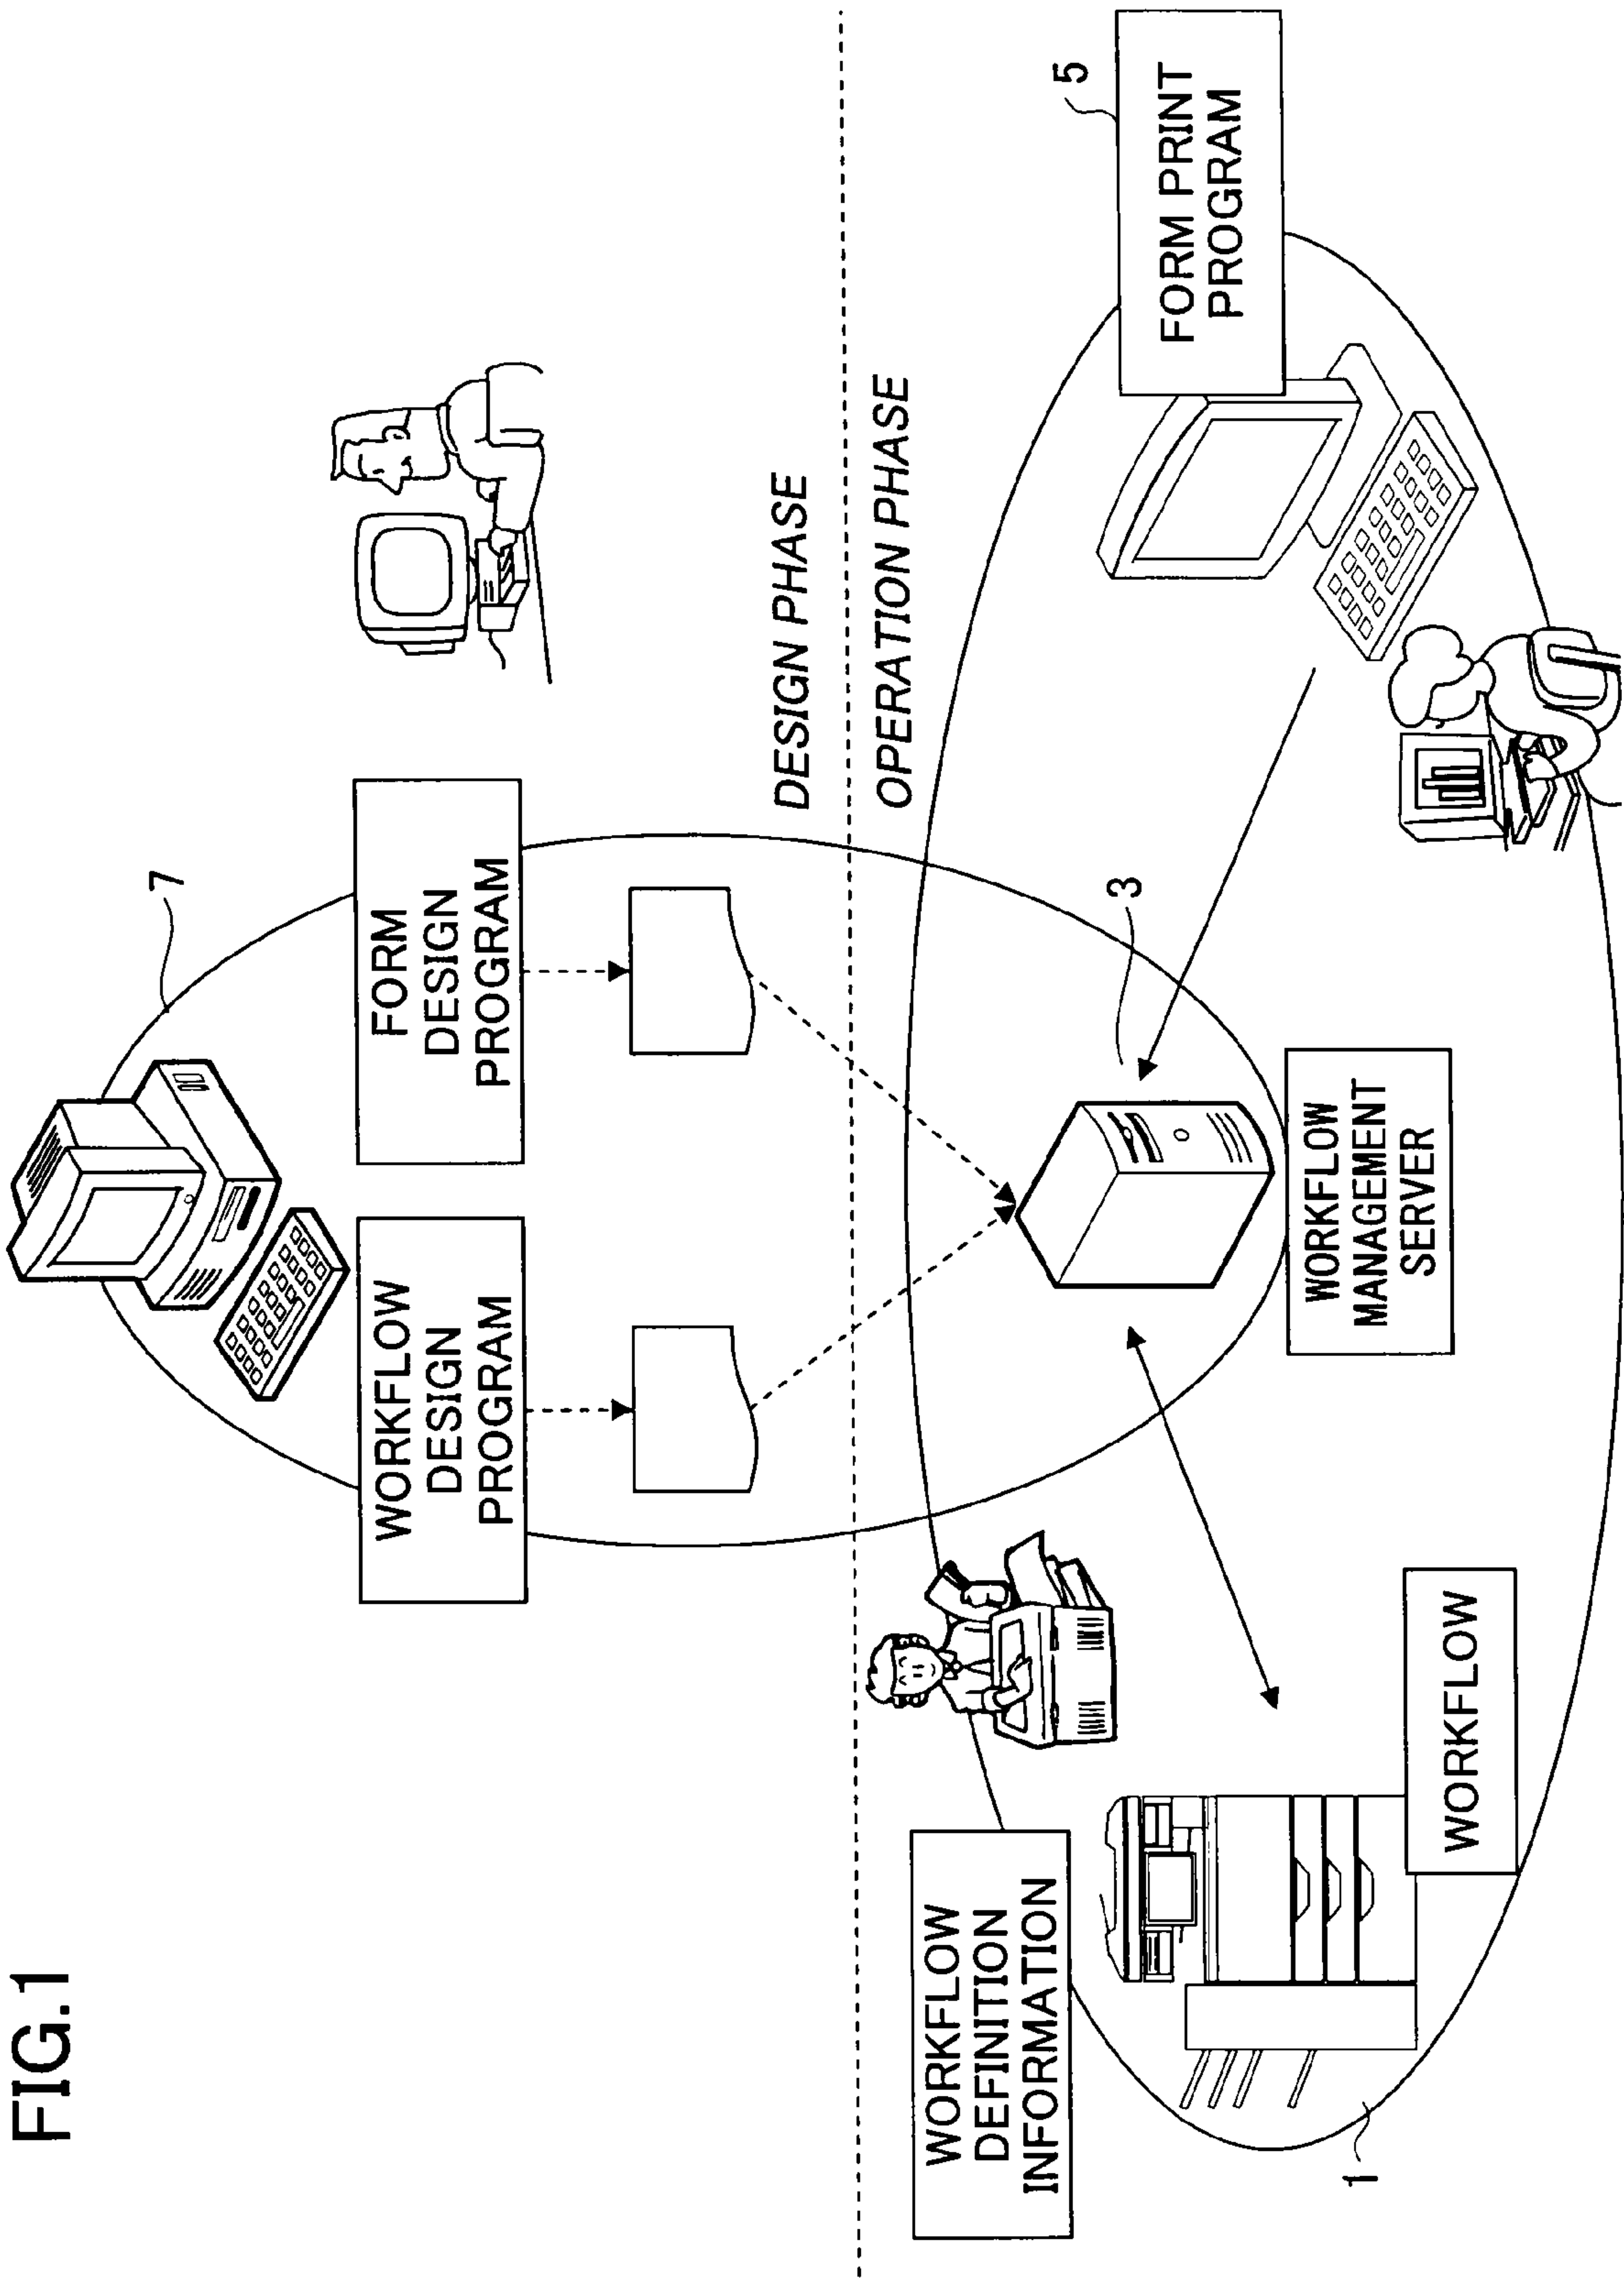 FIG.1
7
WORKFLOW
DESIGN
PROGRAM
FORM
DESIGN
PROGRAM
DESIGN PHASE
OPERATION PHASE
WORKFLOW
DEFINITION
INFORMATION
3
5
FORM PRINT
PROGRAM
WORKFLOW
MANAGEMENT
SERVER
WORKFLOW
1